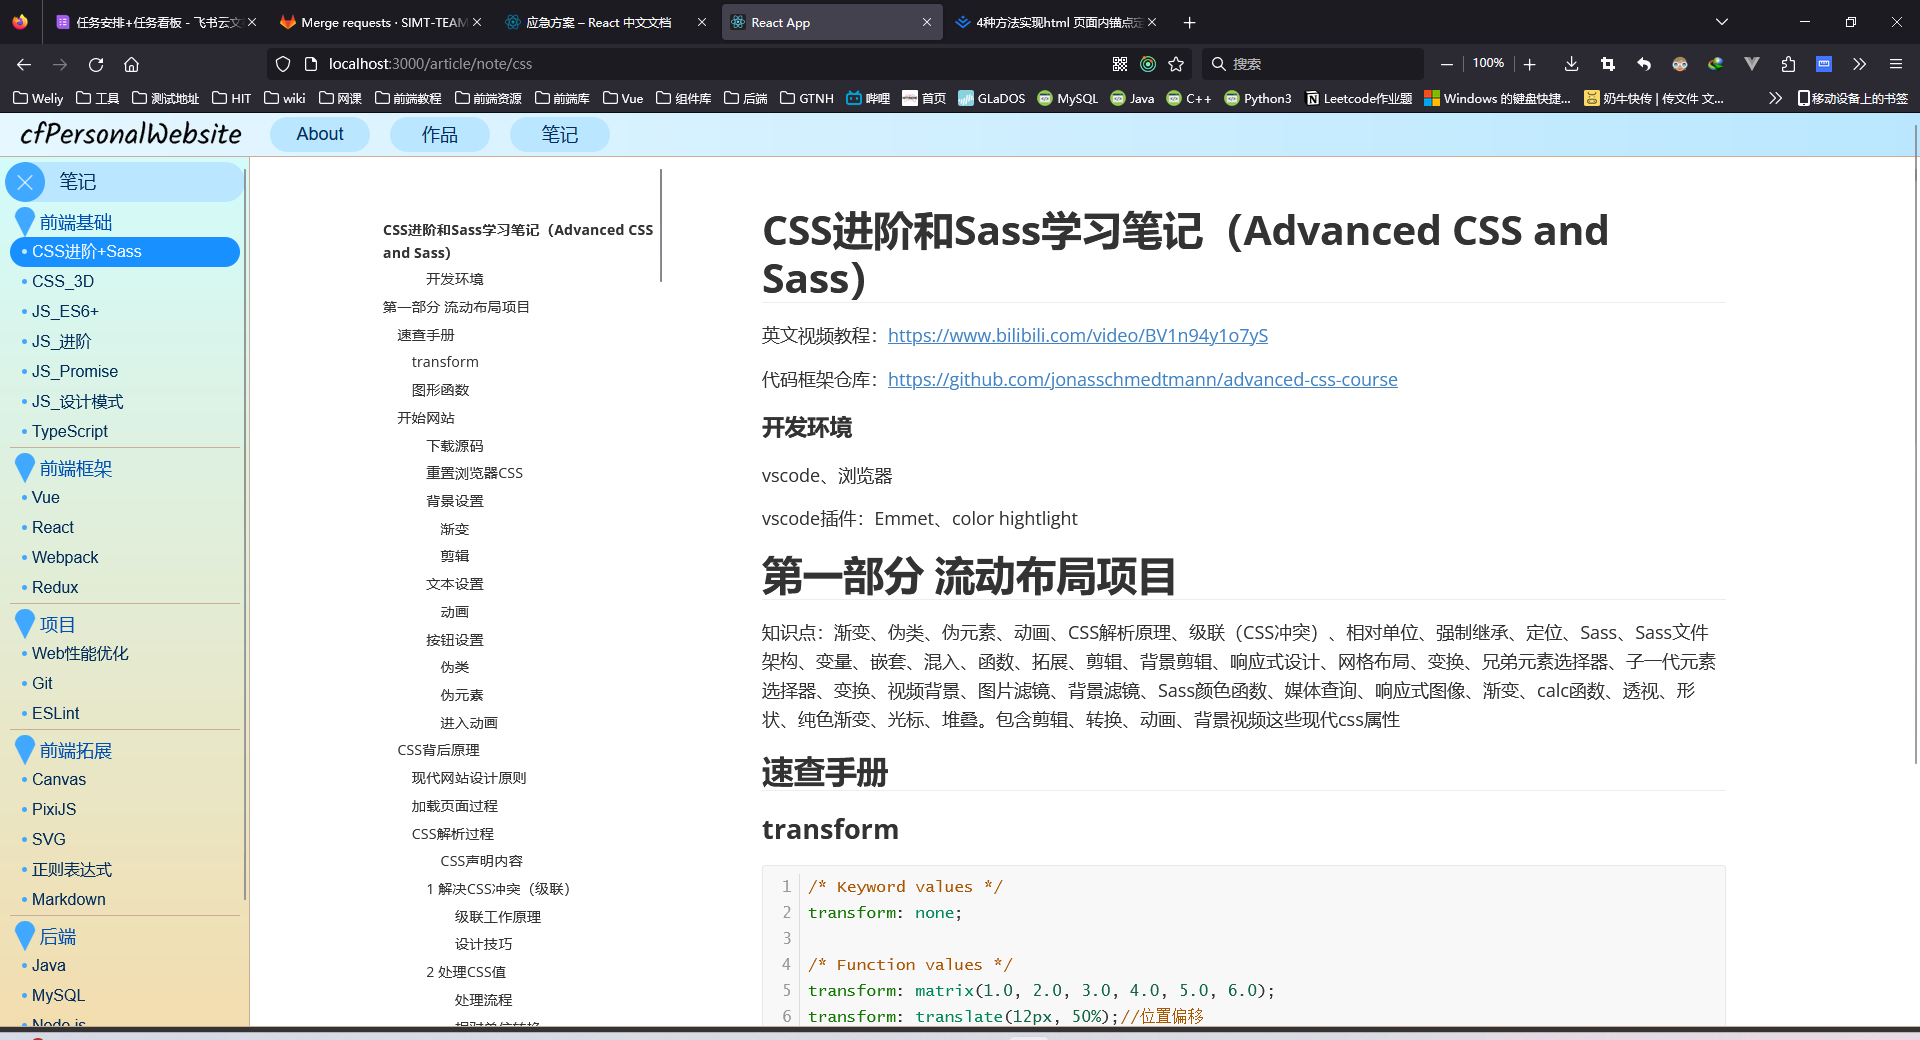 任务安排+任务看板 - 飞书云文
Merge requests · SIMT-TEAM
应急方案 – React 中文文档
React App
4种方法实现html 页面内锚点定
localhost:3000/article/note/css
搜索
100%
Weliy
工具
测试地址
HIT
wiki
网课
前端教程
前端资源
前端库
Vue
组件库
后端
GTNH
哔哩
首页
GLaDOS
MySQL
Java
C++
Python3
Leetcode作业题
Windows 的键盘快捷...
奶牛快传 | 传文件 文...
移动设备上的书签
cfPersonalWebsite
About
作品
笔记
笔记
前端基础
CSS进阶+Sass
CSS_3D
JS_ES6+
JS_进阶
JS_Promise
JS_设计模式
TypeScript
前端框架
Vue
React
Webpack
Redux
项目
Web性能优化
Git
ESLint
前端拓展
Canvas
PixiJS
SVG
正则表达式
Markdown
后端
Java
MySQL
Node.js
CSS进阶和Sass学习笔记（Advanced CSS
and Sass）
开发环境
第一部分 流动布局项目
速查手册
transform
图形函数
开始网站
下载源码
重置浏览器CSS
背景设置
渐变
剪辑
文本设置
动画
按钮设置
伪类
伪元素
进入动画
CSS背后原理
现代网站设计原则
加载页面过程
CSS解析过程
CSS声明内容
1 解决CSS冲突（级联）
级联工作原理
设计技巧
2 处理CSS值
处理流程
相对单位转换
CSS进阶和Sass学习笔记（Advanced CSS and
Sass）
英文视频教程：https://www.bilibili.com/video/BV1n94y1o7yS
代码框架仓库：https://github.com/jonasschmedtmann/advanced-css-course
开发环境
vscode、浏览器
vscode插件：Emmet、color hightlight
第一部分 流动布局项目
知识点：渐变、伪类、伪元素、动画、CSS解析原理、级联（CSS冲突）、相对单位、强制继承、定位、Sass、Sass文件
架构、变量、嵌套、混入、函数、拓展、剪辑、背景剪辑、响应式设计、网格布局、变换、兄弟元素选择器、子一代元素
选择器、变换、视频背景、图片滤镜、背景滤镜、Sass颜色函数、媒体查询、响应式图像、渐变、calc函数、透视、形
状、纯色渐变、光标、堆叠。包含剪辑、转换、动画、背景视频这些现代css属性
速查手册
transform
1 /* Keyword values */
2 transform: none;
3
4 /* Function values */
5 transform: matrix(1.0, 2.0, 3.0, 4.0, 5.0, 6.0);
6 transform: translate(12px, 50%);//位置偏移